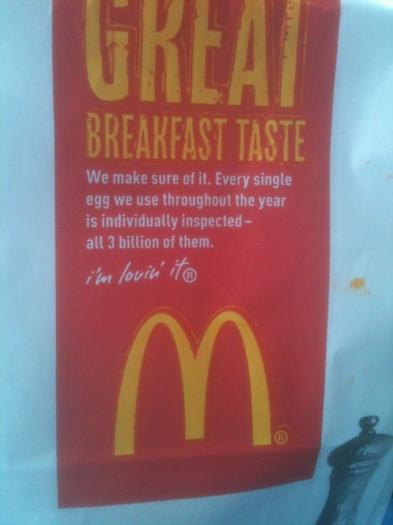 GREAT
BREAKFAST TASTE
We make sure of it. Every single
egg we use throughout the year
is individually inspected –
all 3 billion of them.
i'm lovin' it®
M
®